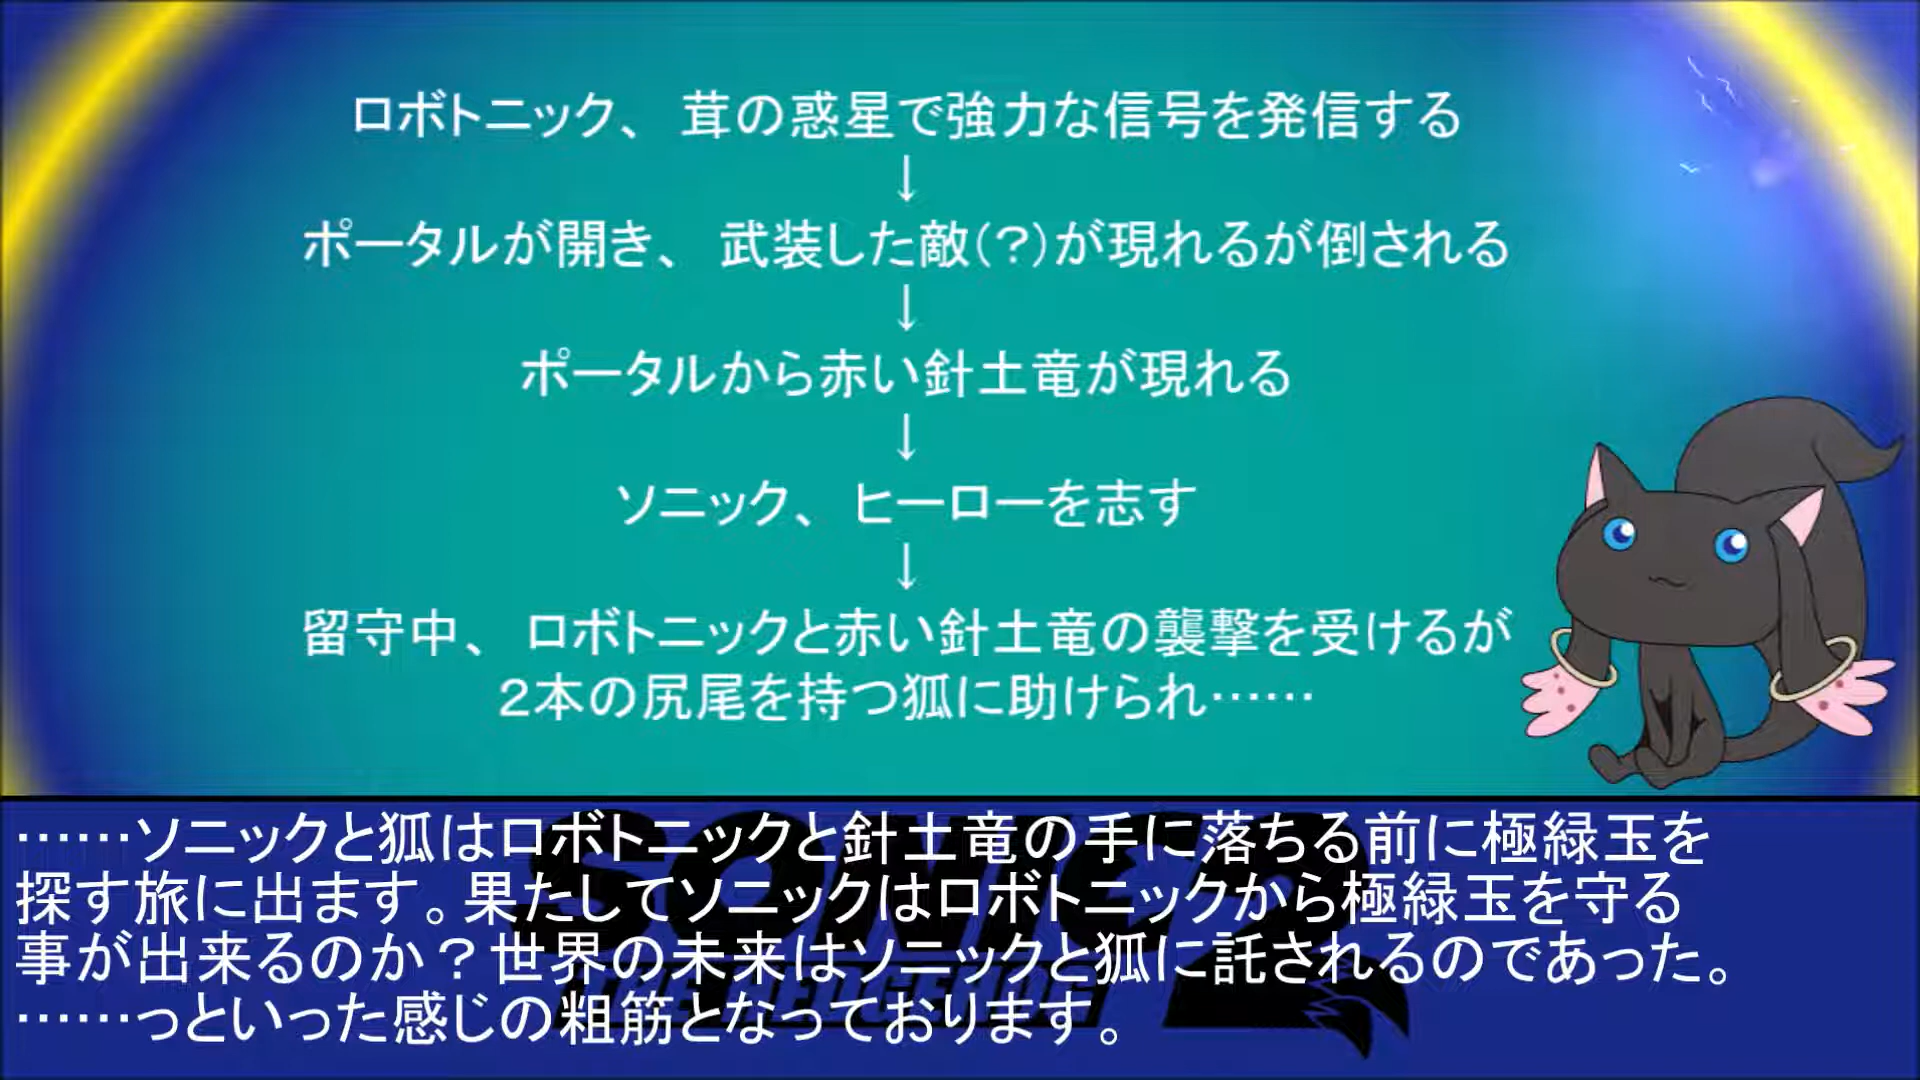 ロボトニック、茸の惑星で強力な信号を発信する
↓
ポータルが開き、武装した敵(？)が現れるが倒される
↓
ポータルから赤い針土竜が現れる
↓
ソニック、ヒーローを志す
↓
留守中、ロボトニックと赤い針土竜の襲撃を受けるが
２本の尻尾を持つ狐に助けられ……
……ソニックと狐はロボトニックと針土竜の手に落ちる前に極緑玉を
探す旅に出ます。果たしてソニックはロボトニックから極緑玉を守る
事が出来るのか？世界の未来はソニックと狐に託されるのであった。
……っといった感じの粗筋となっております。
SONIC 2
THE HEDGEHOG